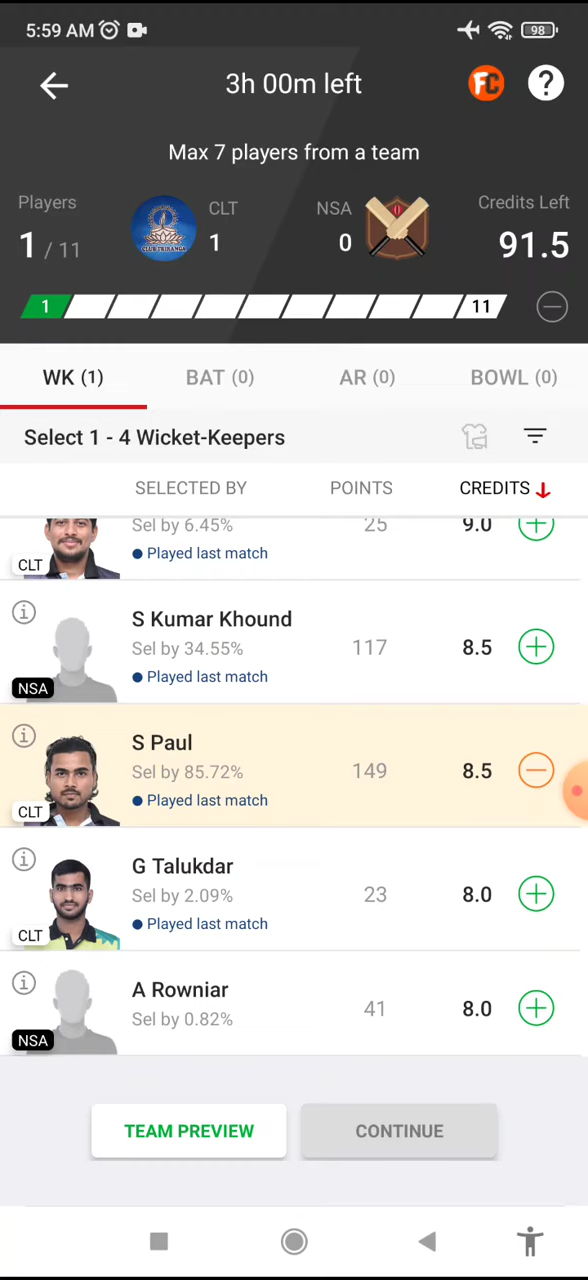 5:59 AM
98
3h 00m left
FC
?
Max 7 players from a team
Players
CLT
NSA
Credits Left
1 / 11
1
0
91.5
1
11
WK (1)
BAT (0)
AR (0)
BOWL (0)
Select 1 - 4 Wicket-Keepers
SELECTED BY
POINTS
CREDITS
Sel by 6.45%
25
9.0
Played last match
CLT
S Kumar Khound
Sel by 34.55%
117
8.5
Played last match
NSA
S Paul
Sel by 85.72%
149
8.5
Played last match
CLT
G Talukdar
Sel by 2.09%
23
8.0
Played last match
CLT
A Rowniar
Sel by 0.82%
41
8.0
NSA
TEAM PREVIEW
CONTINUE